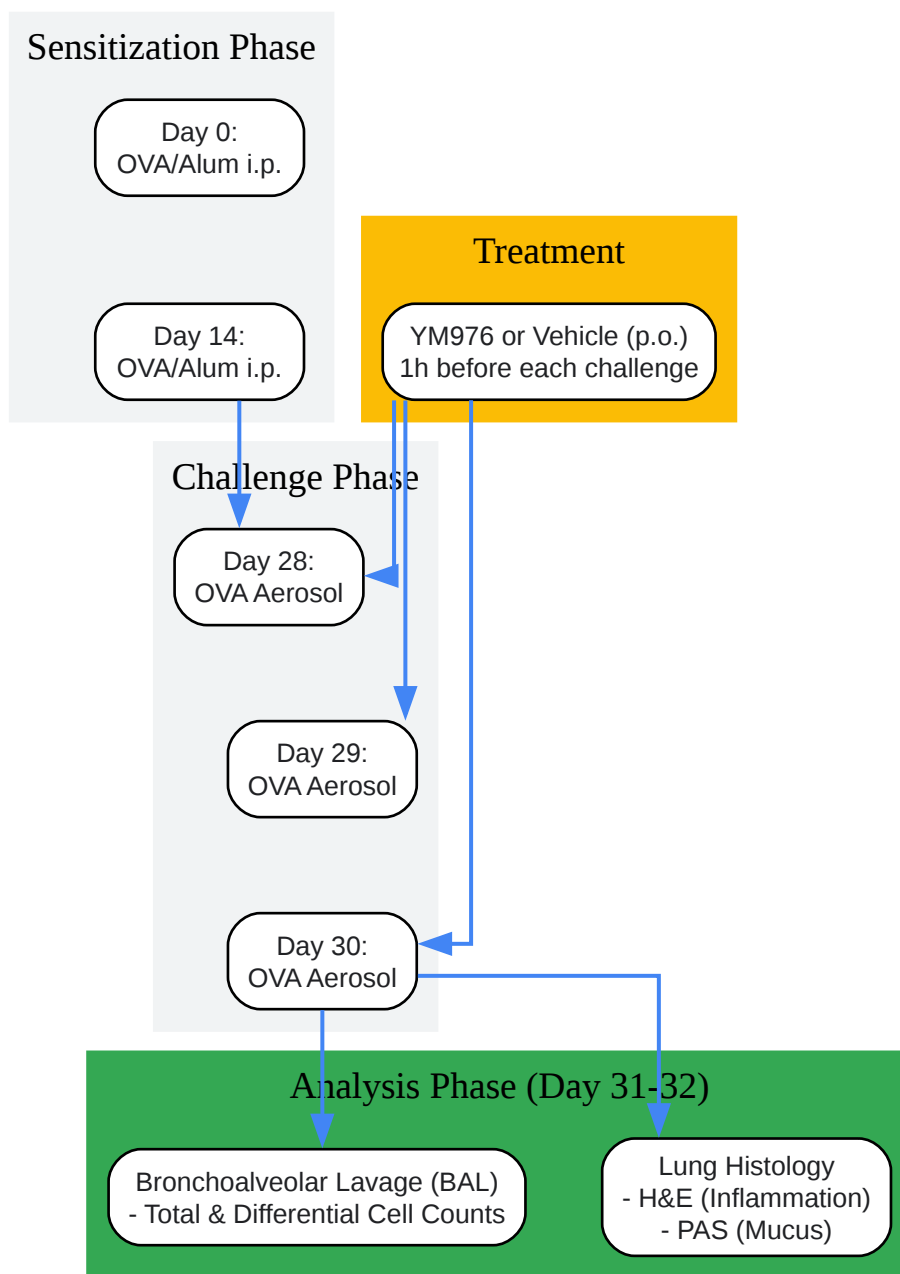 Sensitization Phase
Day 0:
OVA/Alum i.p.
Treatment
Day 14:
OVA/Alum i.p.
YM976 or Vehicle (p.o.)
1h before each challenge
Challenge Phase
Day 28:
OVA Aerosol
Day 29:
OVA Aerosol
Day 30:
OVA Aerosol
Analysis Phase (Day 31-32)
Bronchoalveolar Lavage (BAL)
- Total & Differential Cell Counts
Lung Histology
- H&E (Inflammation)
- PAS (Mucus)